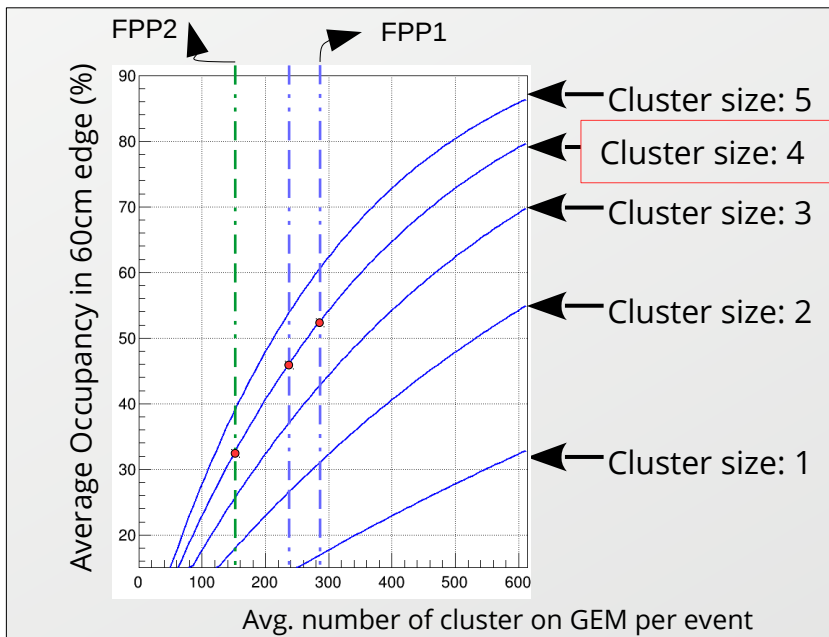 FPP2
FPP1
Average Occupancy in 60cm edge (%)
90
80
70
60
50
40
30
20
0
100
200
300
400
500
600
Avg. number of cluster on GEM per event
Cluster size: 5
Cluster size: 4
Cluster size: 3
Cluster size: 2
Cluster size: 1